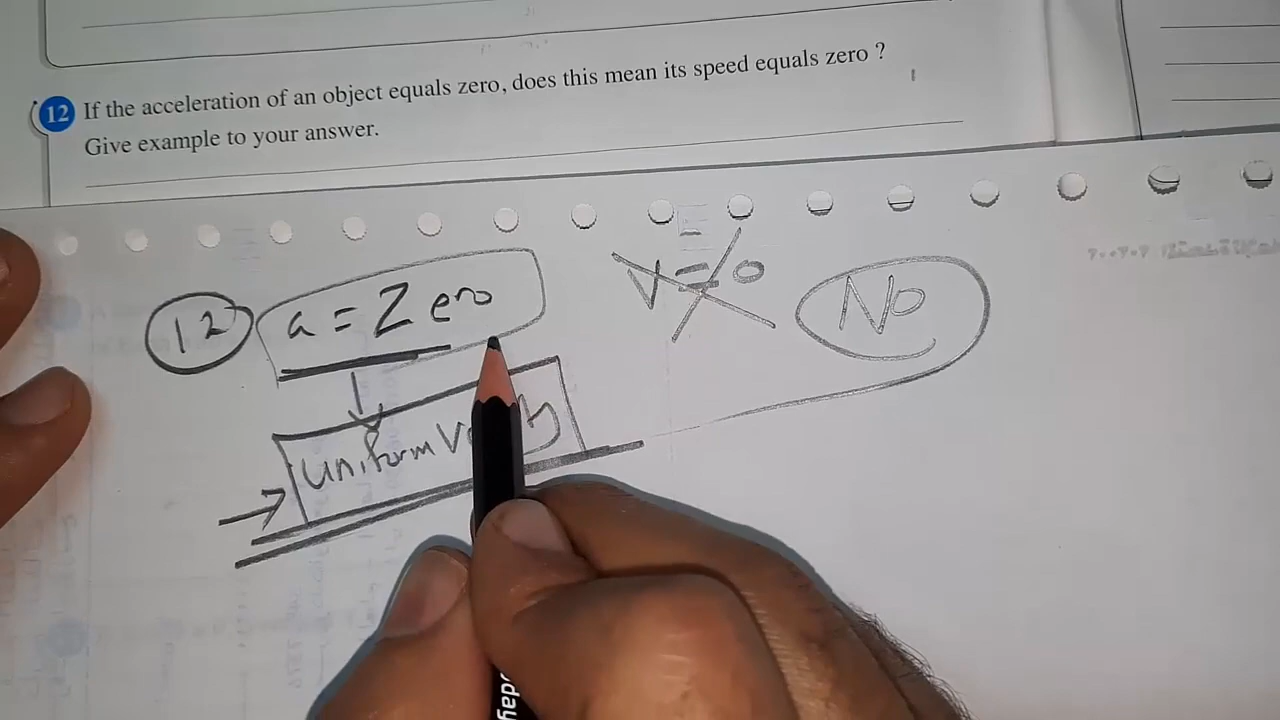 12 If the acceleration of an object equals zero, does this mean its speed equals zero ?
Give example to your answer.
12 a = Zero
V = 0
No
uniform V